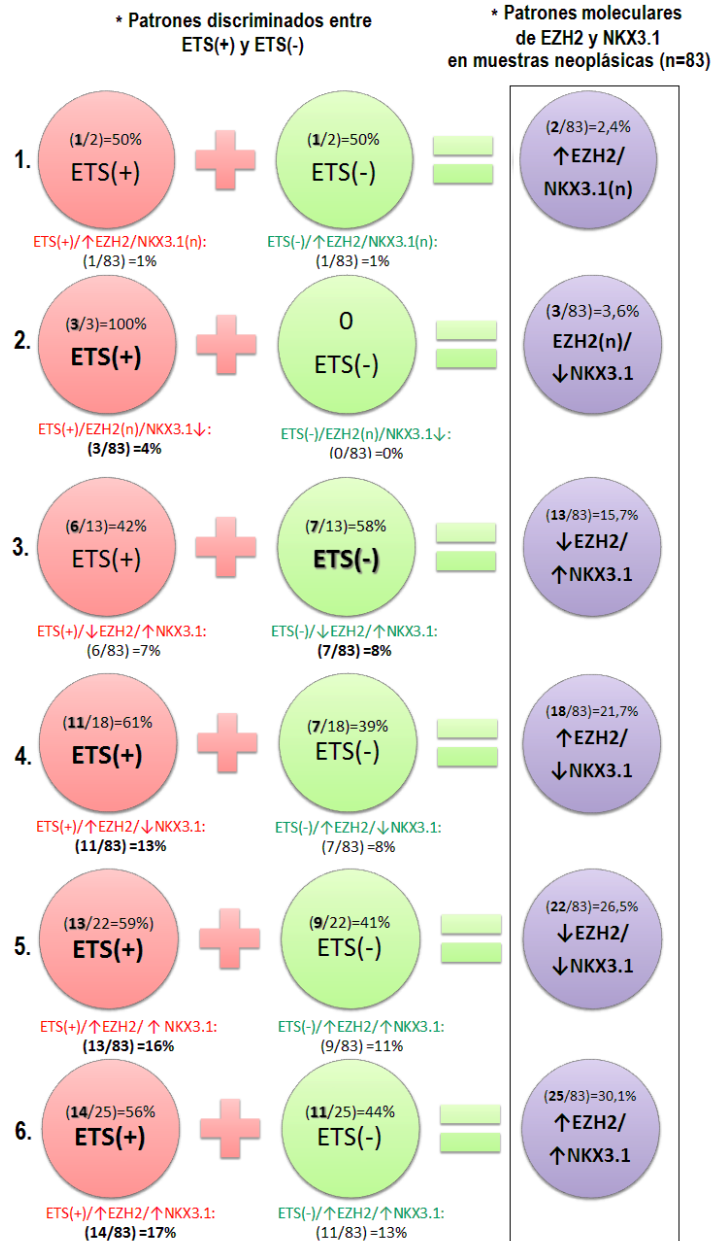 * Patrones discriminados entre
ETS(+) y ETS(-)
* Patrones moleculares
de EZH2 y NKX3.1
en muestras neoplásicas (n=83)
1.
(1/2)=50%
ETS(+)
(1/2)=50%
ETS(-)
(2/83)=2,4%
↑EZH2/
NKX3.1(n)
ETS(+)/↑EZH2/NKX3.1(n):
(1/83) =1%
ETS(-)/↑EZH2/NKX3.1(n):
(1/83) =1%
2.
(3/3)=100%
ETS(+)
0
ETS(-)
(3/83)=3,6%
EZH2(n)/
↓NKX3.1
ETS(+)/EZH2(n)/NKX3.1↓:
(3/83) =4%
ETS(-)/EZH2(n)/NKX3.1↓:
(0/83) =0%
3.
(6/13)=42%
ETS(+)
(7/13)=58%
ETS(-)
(13/83)=15,7%
↓EZH2/
↑NKX3.1
ETS(+)/↓EZH2/↑NKX3.1:
(6/83) =7%
ETS(-)/↓EZH2/↑NKX3.1:
(7/83) =8%
4.
(11/18)=61%
ETS(+)
(7/18)=39%
ETS(-)
(18/83)=21,7%
↑EZH2/
↓NKX3.1
ETS(+)/↑EZH2/↓NKX3.1:
(11/83) =13%
ETS(-)/↑EZH2/↓NKX3.1:
(7/83) =8%
5.
(13/22=59%)
ETS(+)
(9/22)=41%
ETS(-)
(22/83)=26,5%
↓EZH2/
↓NKX3.1
ETS(+)/↑EZH2/ ↑ NKX3.1:
(13/83) =16%
ETS(-)/↑EZH2/↑NKX3.1:
(9/83) =11%
6.
(14/25)=56%
ETS(+)
(11/25)=44%
ETS(-)
(25/83)=30,1%
↑EZH2/
↑NKX3.1
ETS(+)/↑EZH2/↑NKX3.1:
(14/83) =17%
ETS(-)/↑EZH2/↑NKX3.1:
(11/83) =13%